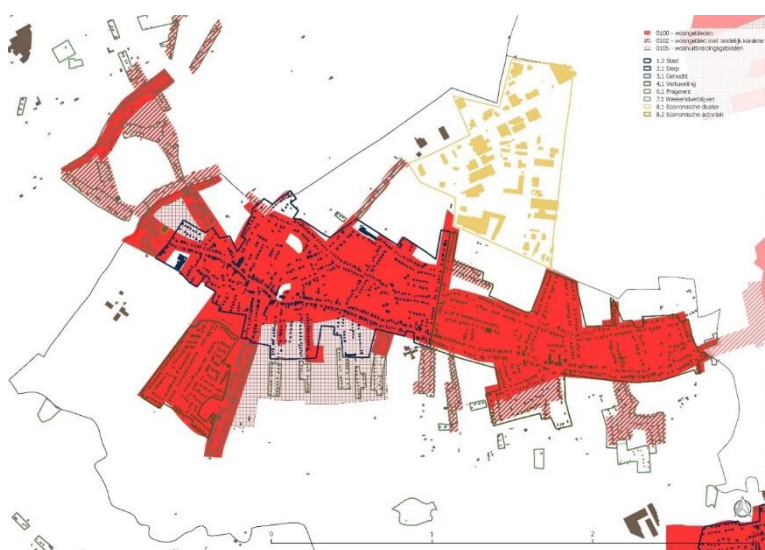 0100 - woongebieden
0102 - woongebied met landelijk karakter
0105 - woonuitbreidingsgebieden
1.2 Stad
2.1 Dorp
3.1 Gehucht
4.1 Verkaveling
6.1 Fragment
7.1 Weekendverblijven
8.1 Economische cluster
8.2 Economische activiteit
0
1
2